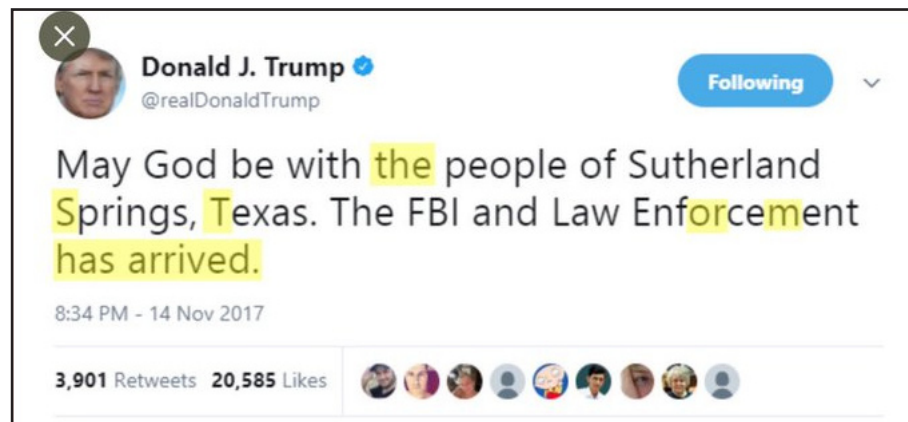 Donald J. Trump
@realDonaldTrump
Following
May God be with the people of Sutherland
Springs, Texas. The FBI and Law Enforcement
has arrived.
8:34 PM - 14 Nov 2017
3,901 Retweets 20,585 Likes